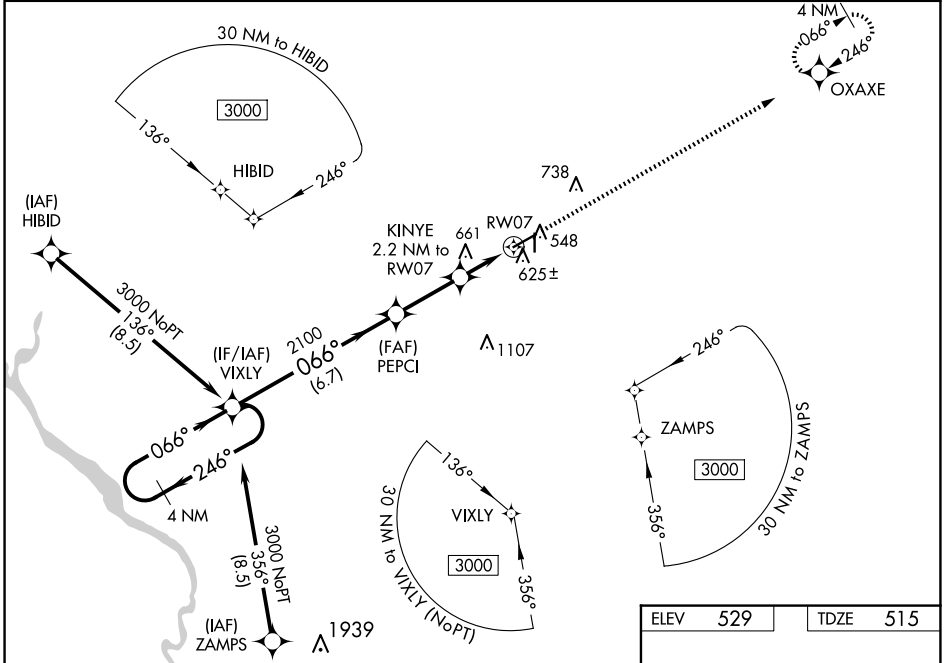 4 NM
066°
246°
OXAXE
30 NM to HIBID
3000
136°
HIBID
246°
738
(IAF)
HIBID
KINYE
2.2 NM to
RW07
661
RW07
548
625±
3000 NoPT
136°
(8.5)
(IF/IAF)
VIXLY
2100
066°
(6.7)
(FAF)
PEPCI
1107
246°
ZAMPS
3000
356°
30 NM to ZAMPS
066°
246°
4 NM
136°
VIXLY
3000
356°
30 NM to VIXLY (NoPT)
3000 NoPT
356°
(8.5)
(IAF)
ZAMPS
1939
ELEV 529
TDZE 515